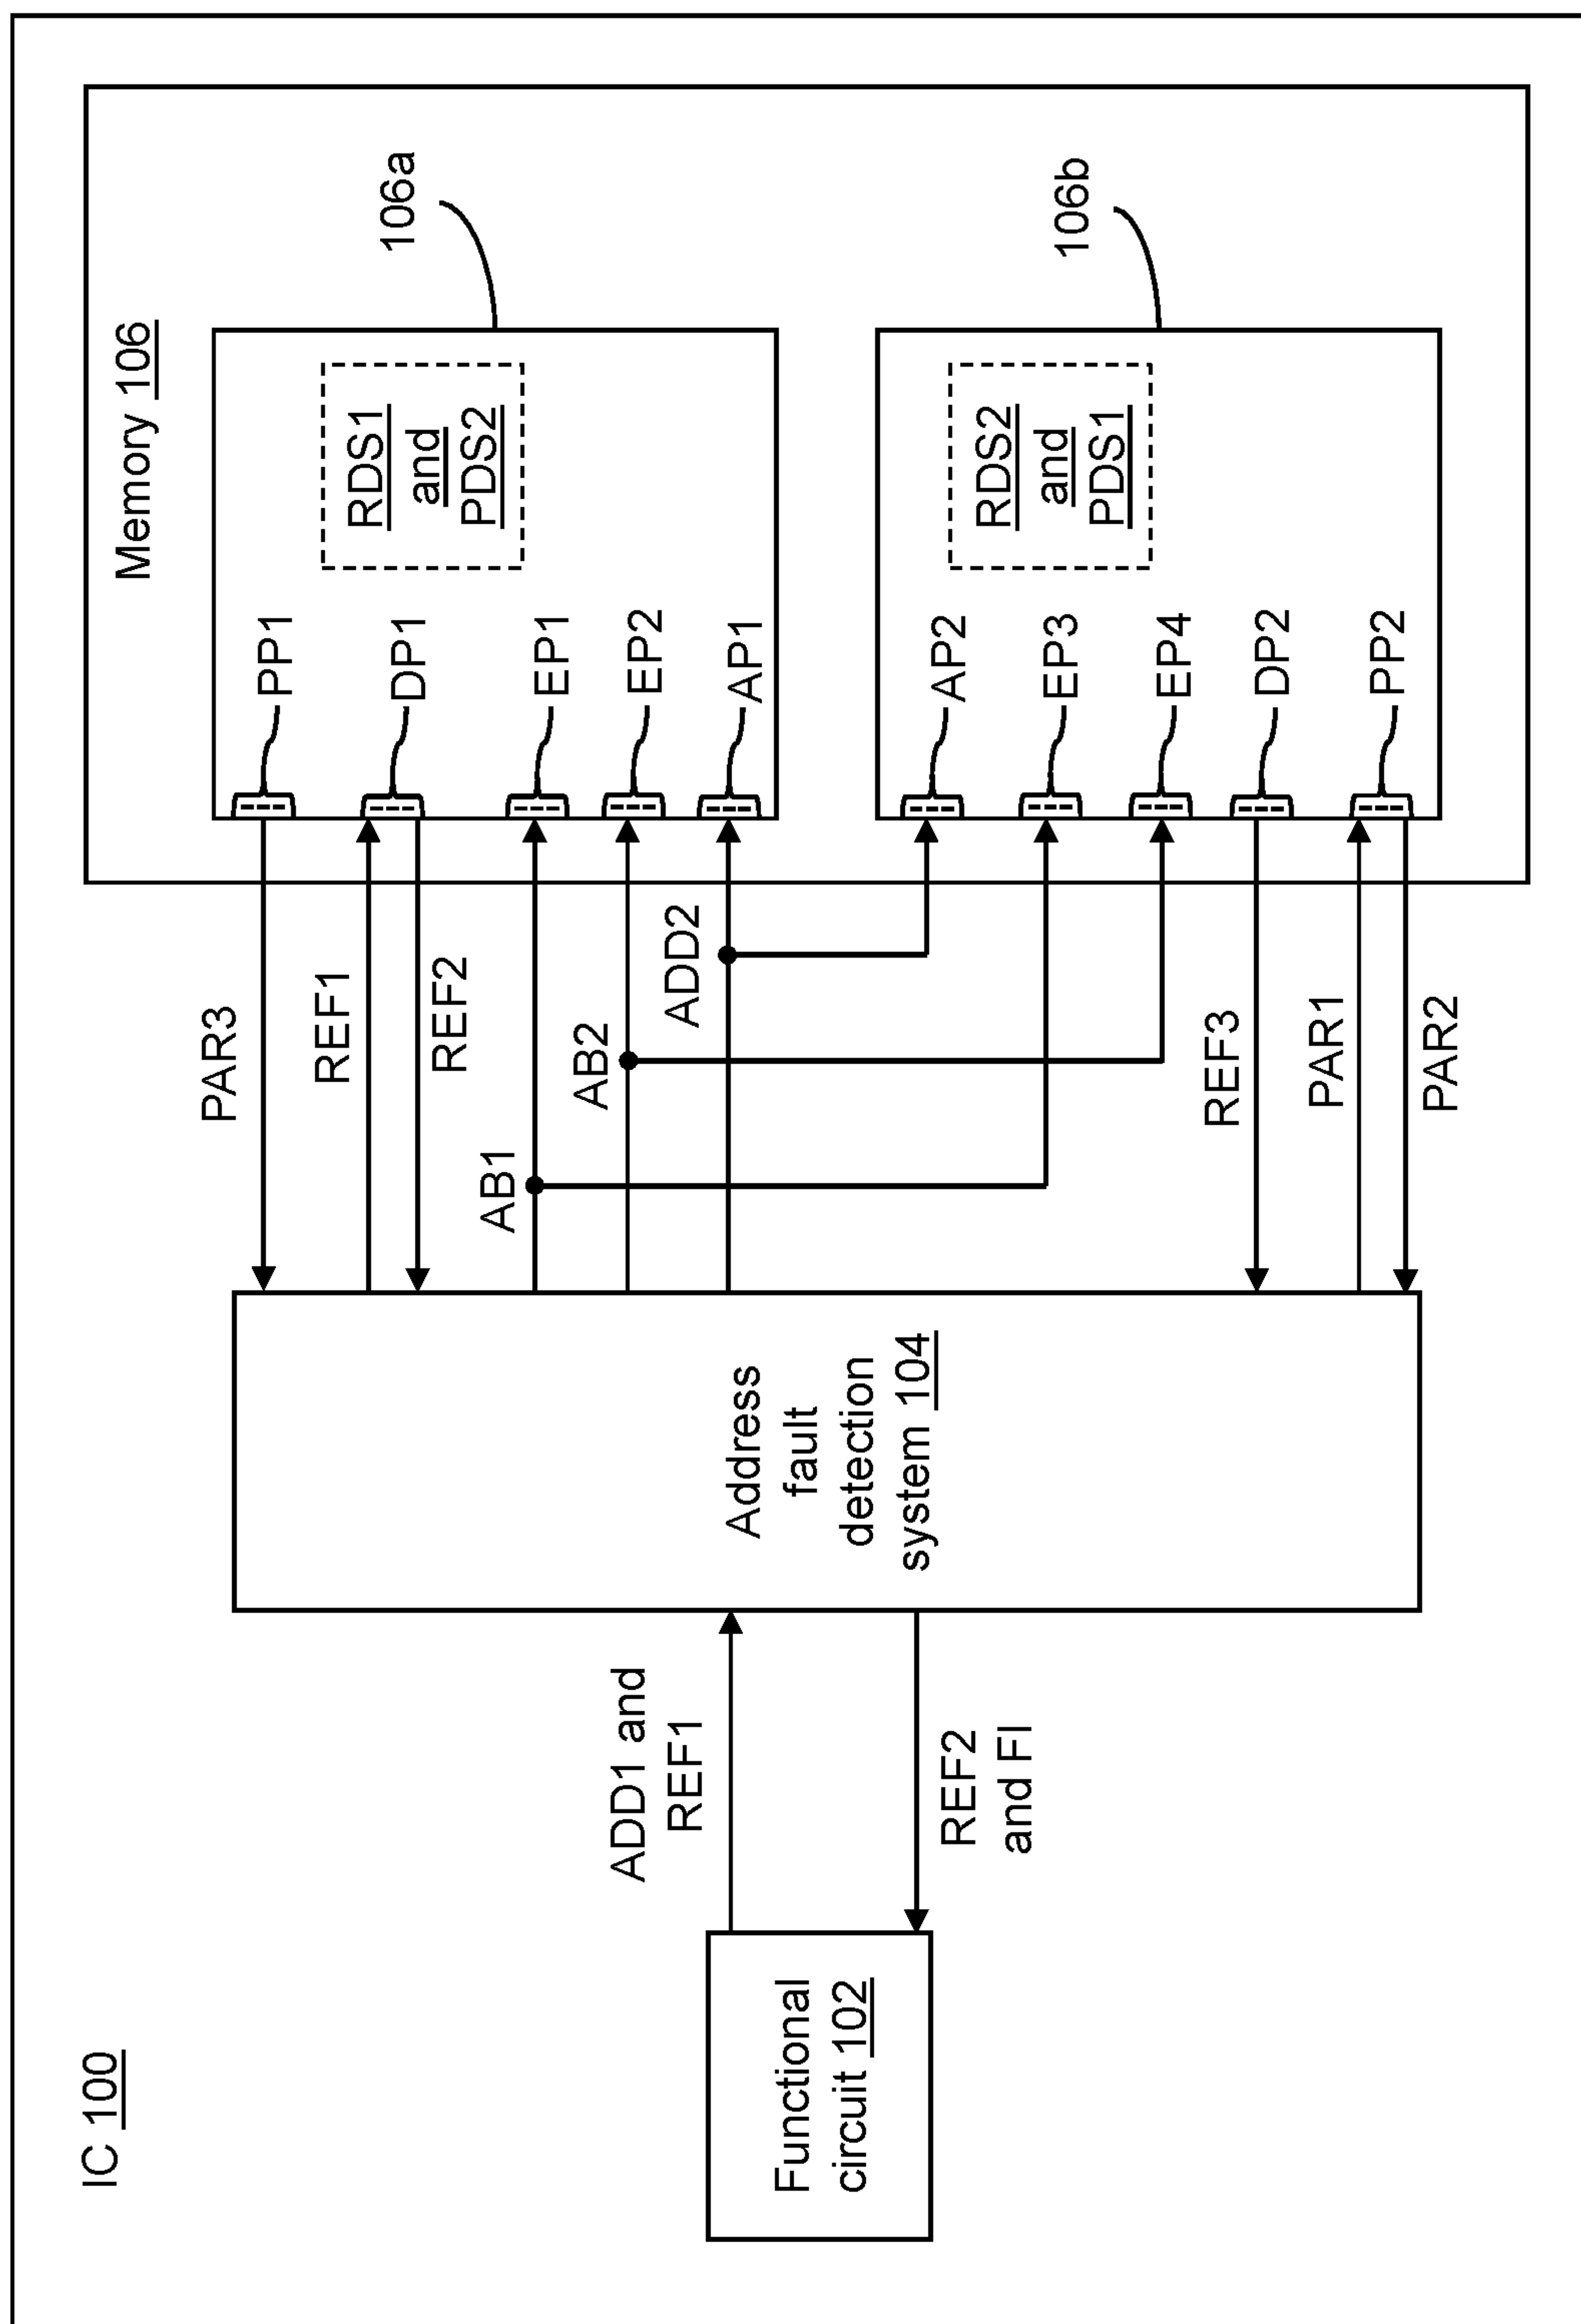 IC 100
Memory 106
106a
106b
RDS1
and
PDS2
RDS2
and
PDS1
PP1
DP1
EP1
EP2
AP1
AP2
EP3
EP4
DP2
PP2
PAR3
REF1
REF2
AB1
AB2
ADD2
REF3
PAR1
PAR2
Address
fault
detection
system 104
ADD1 and
REF1
REF2
and FI
Functional
circuit 102